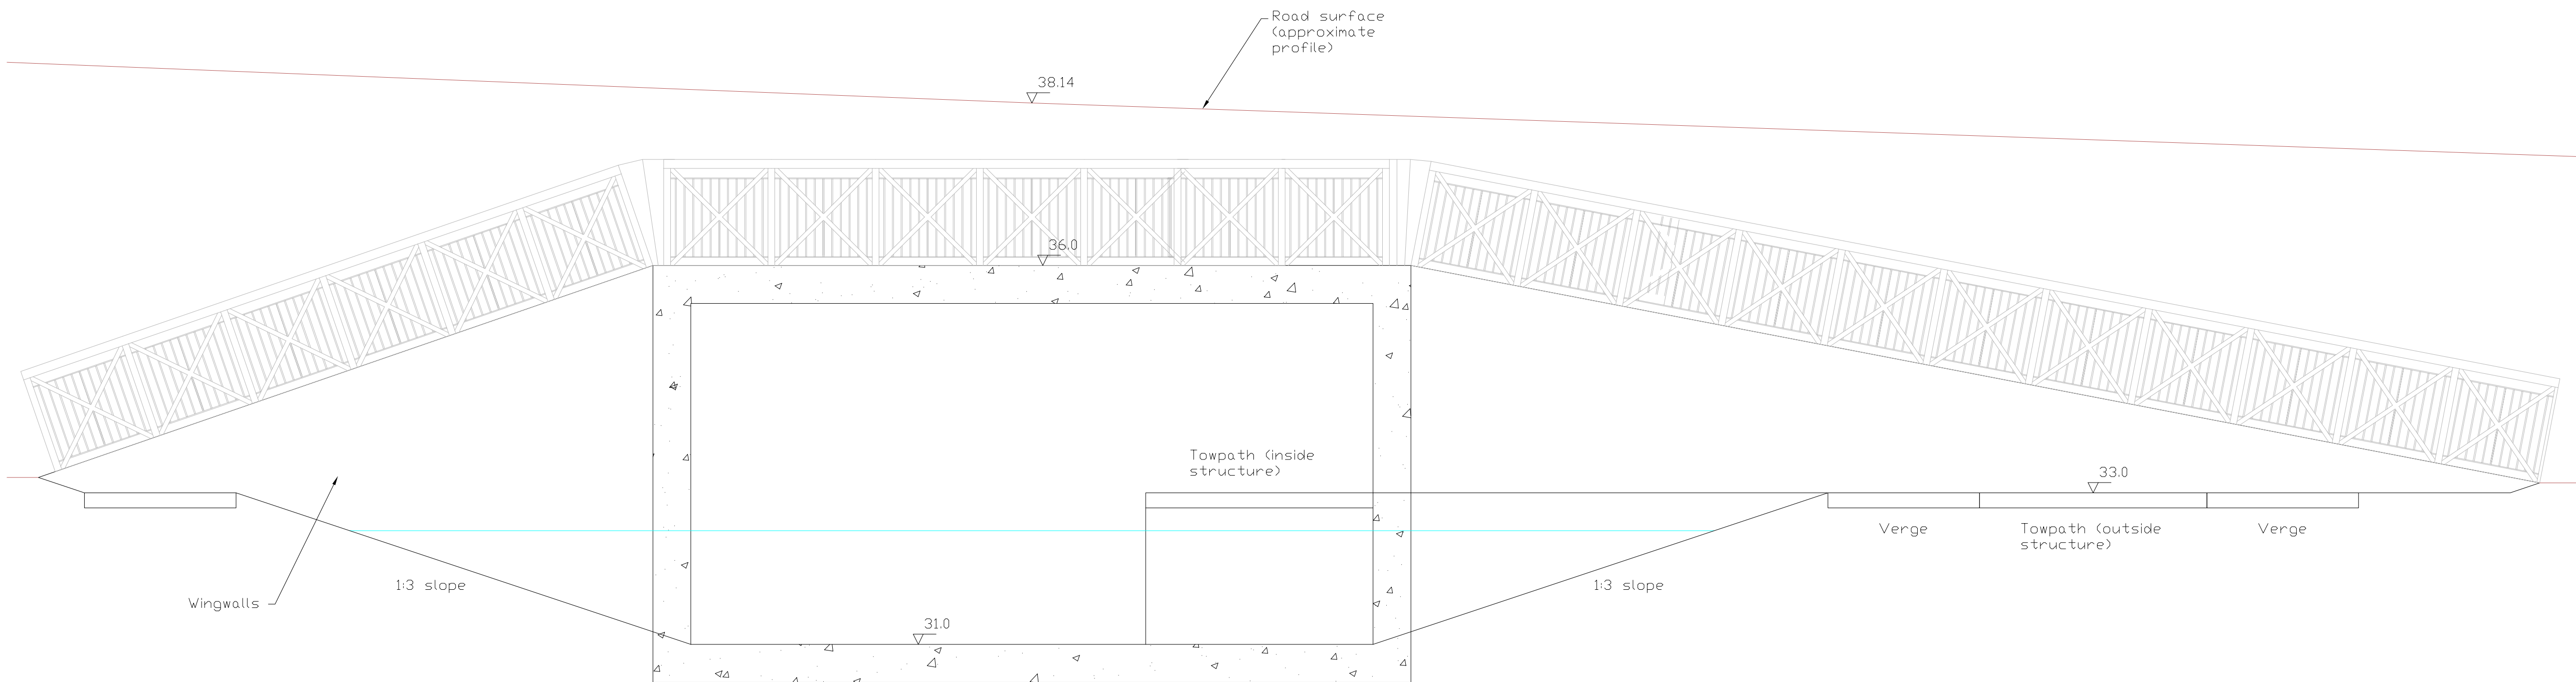 Road surface
(approximate
profile)
38.14
36.0
Towpath (inside
structure)
33.0
Verge
Towpath (outside
structure)
Verge
1:3 slope
1:3 slope
Wingwalls
31.0